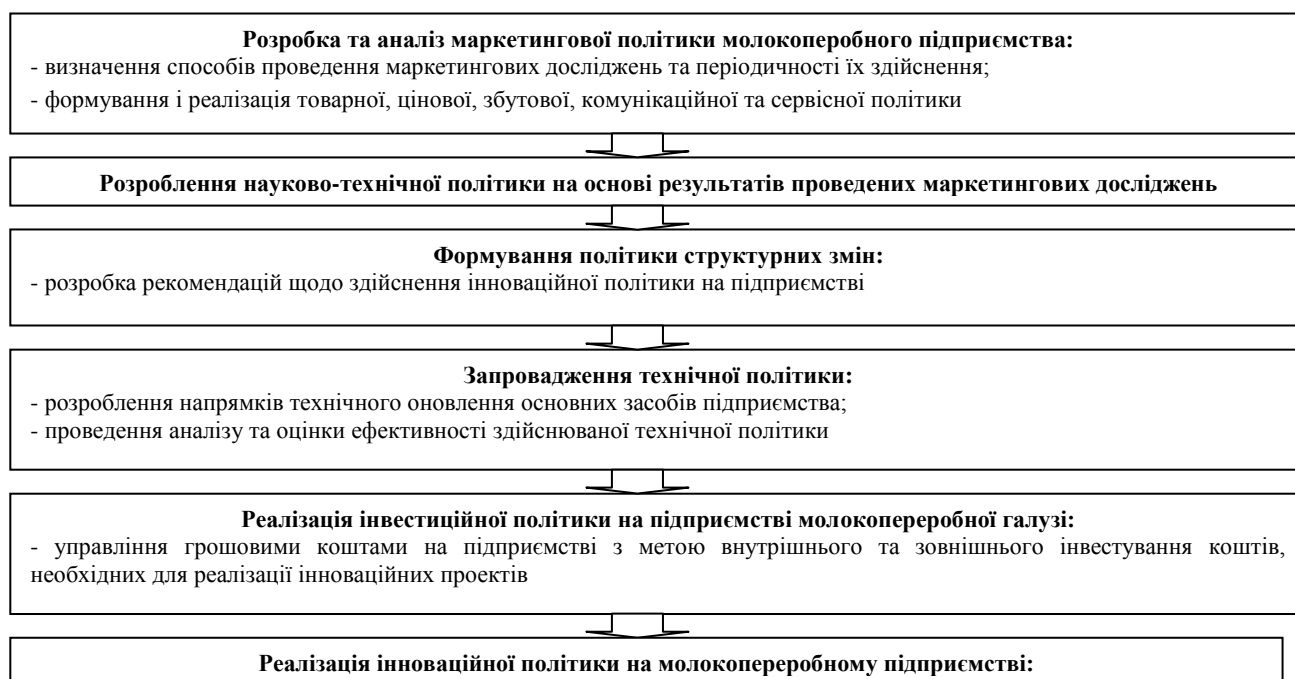 Розробка та аналіз маркетингової політики молокоперобного підприємства:
- визначення способів проведення маркетингових досліджень та періодичності їх здійснення;
- формування і реалізація товарної, цінової, збутової, комунікаційної та сервісної політики
Розроблення науково-технічної політики на основі результатів проведених маркетингових досліджень
Формування політики структурних змін:
- розробка рекомендацій щодо здійснення інноваційної політики на підприємстві
Запровадження технічної політики:
- розроблення напрямків технічного оновлення основних засобів підприємства;
- проведення аналізу та оцінки ефективності здійснюваної технічної політики
Реалізація інвестиційної політики на підприємстві молокопереробної галузі:
- управління грошовими коштами на підприємстві з метою внутрішнього та зовнішнього інвестування коштів,
необхідних для реалізації інноваційних проектів
Реалізація інноваційної політики на молокопереробному підприємстві: